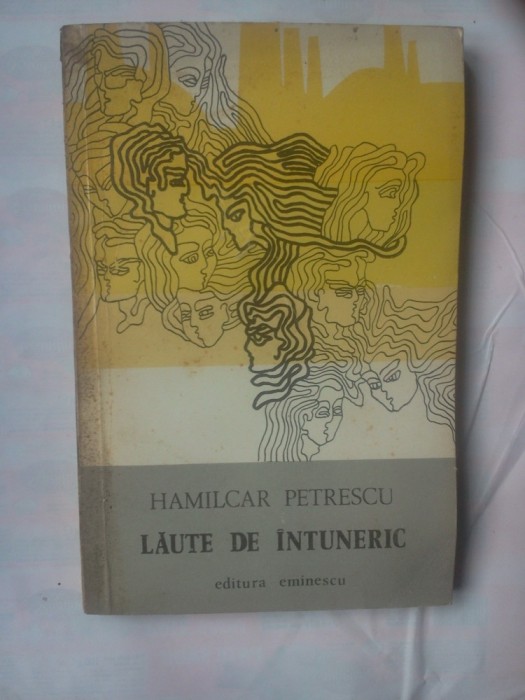 HAMILCAR PETRESCU
LĂUTE DE ÎNTUNERIC
editura eminescu